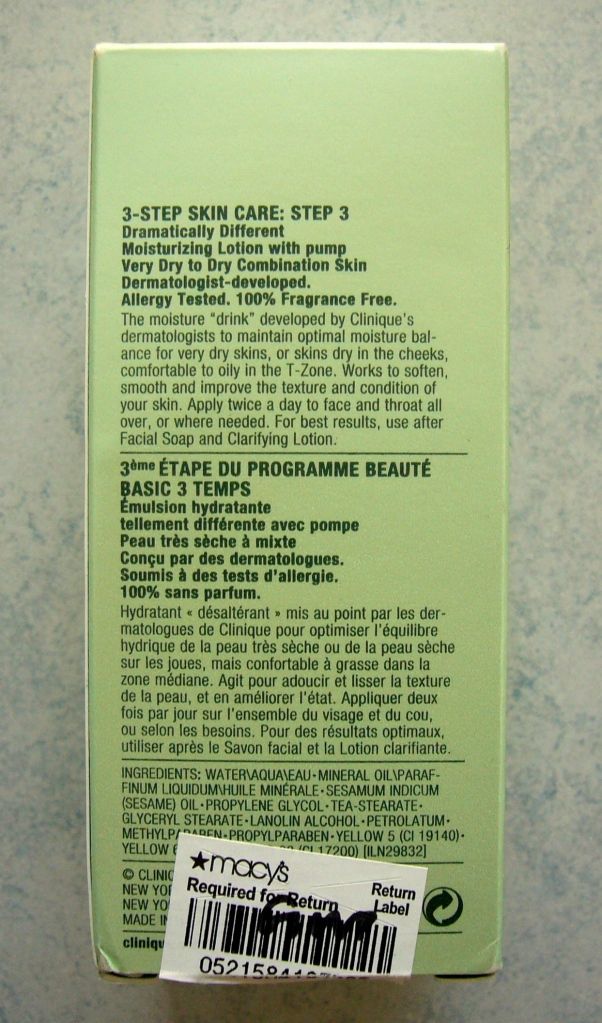 3-STEP SKIN CARE: STEP 3
Dramatically Different
Moisturizing Lotion with pump
Very Dry to Dry Combination Skin
Dermatologist-developed.
Allergy Tested. 100% Fragrance Free.
The moisture “drink” developed by Clinique's
dermatologists to maintain optimal moisture bal-
ance for very dry skins, or skins dry in the cheeks,
comfortable to oily in the T-Zone. Works to soften,
smooth and improve the texture and condition of
your skin. Apply twice a day to face and throat all
over, or where needed. For best results, use after
Facial Soap and Clarifying Lotion.
3ème ÉTAPE DU PROGRAMME BEAUTÉ
BASIC 3 TEMPS
Émulsion hydratante
tellement différente avec pompe
Peau très sèche à mixte
Conçu par des dermatologues.
Soumis à des tests d'allergie.
100% sans parfum.
Hydratant « désaltérant » mis au point par les der-
matologues de Clinique pour optimiser l'équilibre
hydrique de la peau très sèche ou de la peau sèche
sur les joues, mais confortable à grasse dans la
zone médiane. Agit pour adoucir et lisser la texture
de la peau, et en améliorer l'état. Appliquer deux
fois par jour sur l'ensemble du visage et du cou,
ou selon les besoins. Pour des résultats optimaux,
utiliser après le Savon facial et la Lotion clarifiante.
INGREDIENTS: WATER\AQUA\EAU • MINERAL OIL\PARAF-
FINUM LIQUIDUM\HUILE MINÉRALE • SESAMUM INDICUM
(SESAME) OIL • PROPYLENE GLYCOL • TEA-STEARATE •
GLYCERYL STEARATE • LANOLIN ALCOHOL • PETROLATUM •
METHYLPARABEN • PROPYLPARABEN • YELLOW 5 (CI 19140) •
YELLOW (CI 17200) [ILN29832]
©
NEW
NEW
MADE
macy's
Required for Return
Return
Label